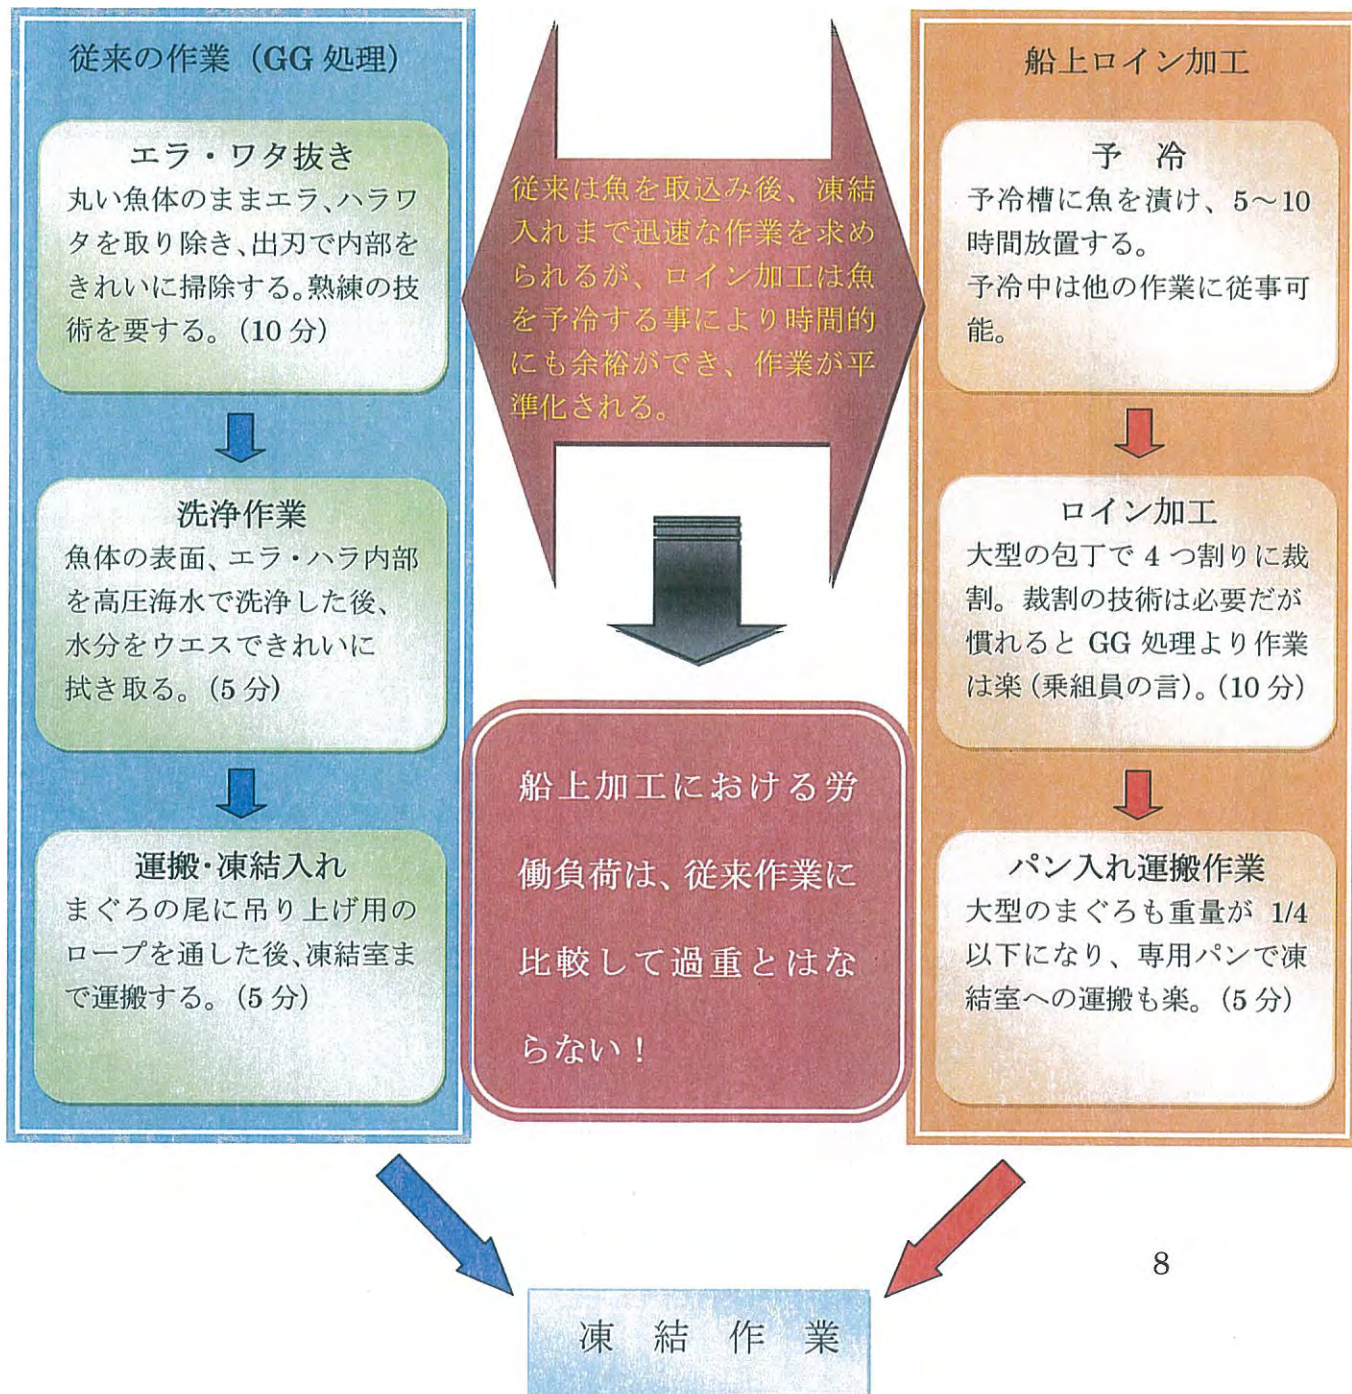 従来の作業（GG 処理）
エラ・ワタ抜き
丸い魚体のままエラ、ハラワ
タを取り除き、出刃で内部を
きれいに掃除する。熟練の技
術を要する。（10 分）
洗浄作業
魚体の表面、エラ・ハラ内部
を高圧海水で洗浄した後、
水分をウエスできれいに
拭き取る。（5 分）
運搬・凍結入れ
まぐろの尾に吊り上げ用の
ロープを通した後、凍結室ま
で運搬する。（5 分）
従来は魚を取込み後、凍結
入れまで迅速な作業を求め
られるが、ロイン加工は魚
を予冷する事により時間的
にも余裕ができ、作業が平
準化される。
船上加工における労
働負荷は、従来作業に
比較して過重とはな
らない！
船上ロイン加工
予 冷
予冷槽に魚を漬け、5～10
時間放置する。
予冷中は他の作業に従事可
能。
ロイン加工
大型の包丁で 4 つ割りに裁
割。裁割の技術は必要だが
慣れると GG 処理より作業
は楽（乗組員の言）。（10 分）
パン入れ運搬作業
大型のまぐろも重量が 1/4
以下になり、専用パンで凍
結室への運搬も楽。（5 分）
8
凍 結 作 業